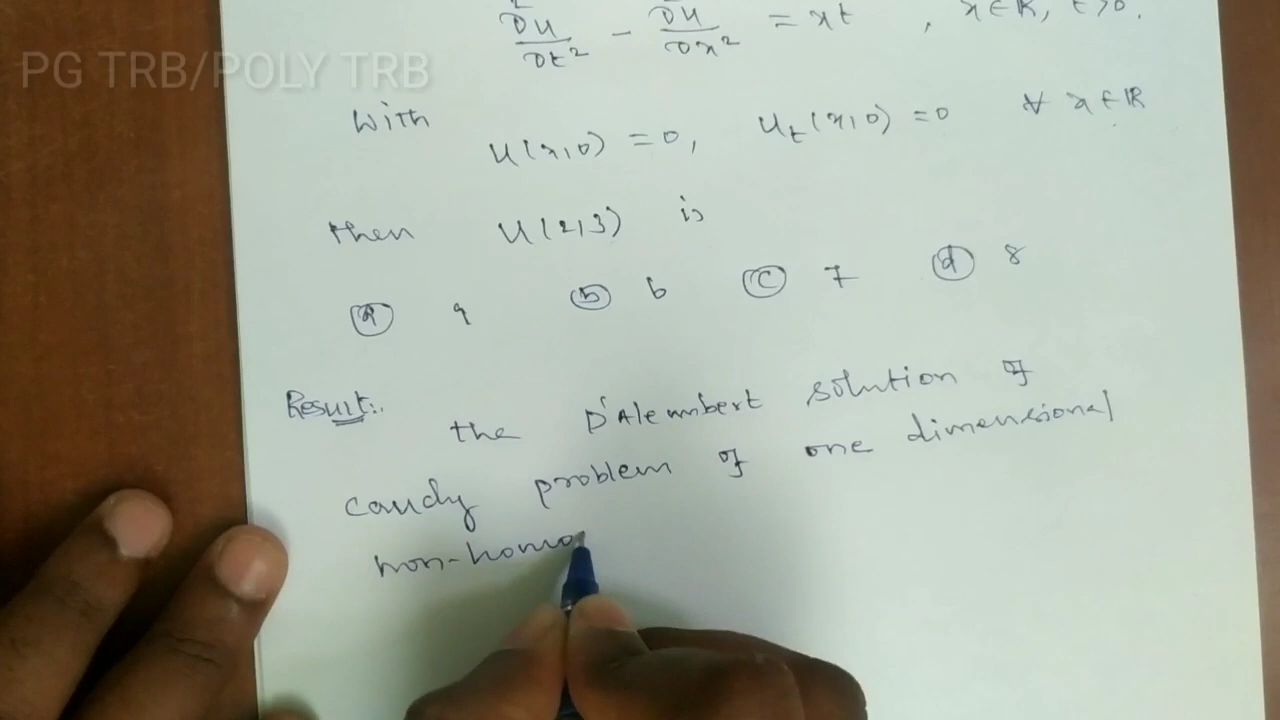 ∂²u/∂t² - ∂²u/∂x² = xt , x∈ℝ, t>0.
PG TRB/POLY TRB
With
u(x,0) = 0, u_t(x,0) = 0 ∀ x∈ℝ
then u(2,3) is
(a) 9 (b) 6 (c) 7 (d) 8
Result:.
the D'Alembert solution of
caudy problem of one dimensional
non-homo